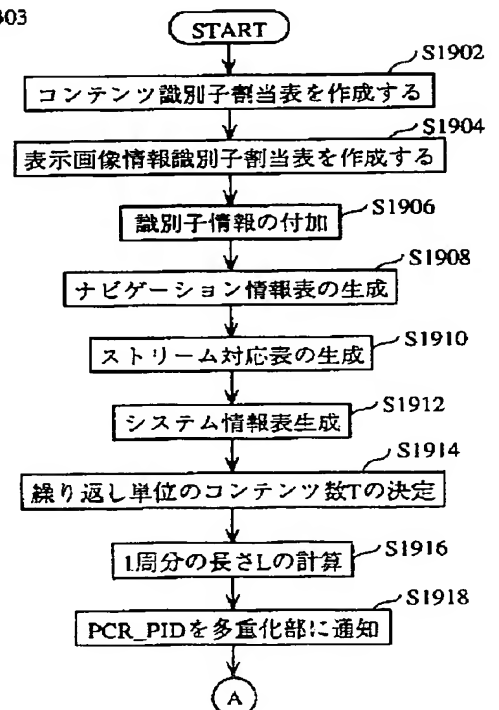 303
START
S1902
コンテンツ識別子割当表を作成する
S1904
表示画像情報識別子割当表を作成する
S1906
識別子情報の付加
S1908
ナビゲーション情報表の生成
S1910
ストリーム対応表の生成
S1912
システム情報表生成
S1914
繰り返し単位のコンテンツ数Tの決定
S1916
1周分の長さLの計算
S1918
PCR_PIDを多重化部に通知
A